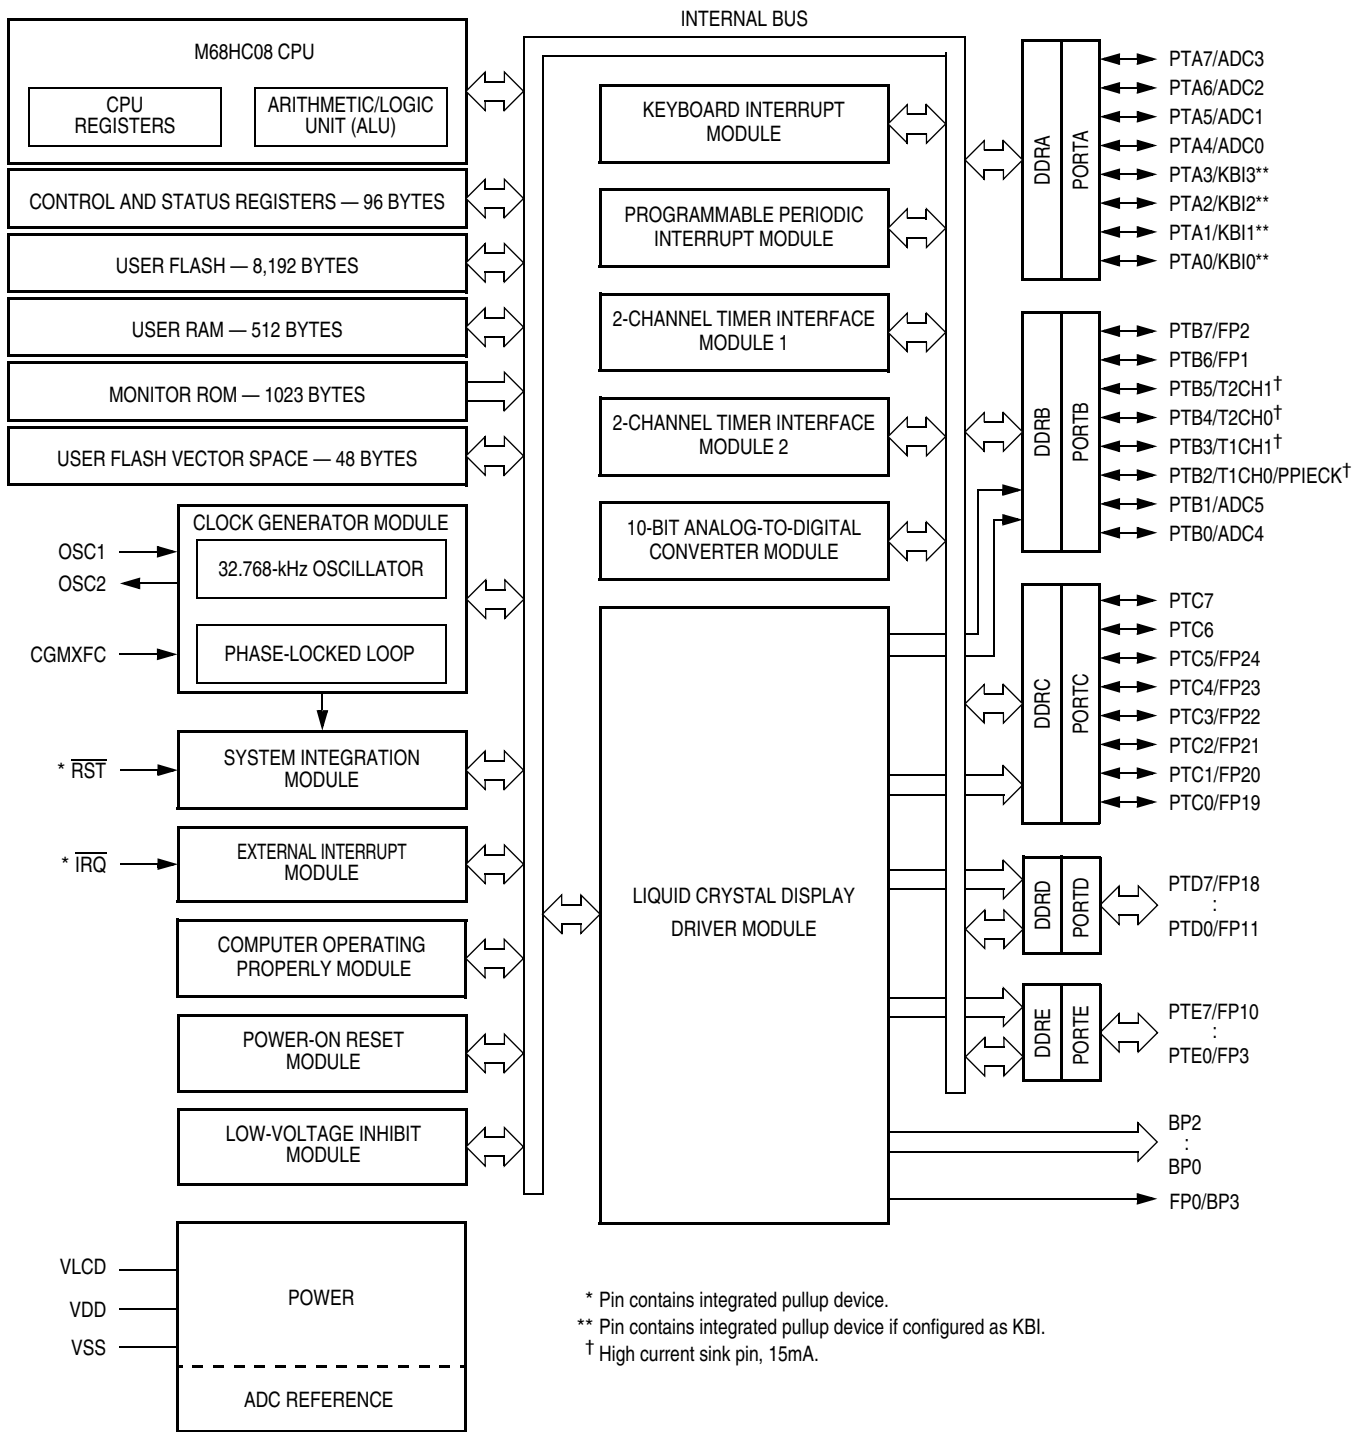 INTERNAL BUS
M68HC08 CPU
CPU
REGISTERS
ARITHMETIC/LOGIC
UNIT (ALU)
CONTROL AND STATUS REGISTERS — 96 BYTES
USER FLASH — 8,192 BYTES
USER RAM — 512 BYTES
MONITOR ROM — 1023 BYTES
USER FLASH VECTOR SPACE — 48 BYTES
CLOCK GENERATOR MODULE
32.768-kHz OSCILLATOR
PHASE-LOCKED LOOP
OSC1
OSC2
CGMXFC
* RST
SYSTEM INTEGRATION
MODULE
* IRQ
EXTERNAL INTERRUPT
MODULE
COMPUTER OPERATING
PROPERLY MODULE
POWER-ON RESET
MODULE
LOW-VOLTAGE INHIBIT
MODULE
VLCD
VDD
VSS
POWER
ADC REFERENCE
KEYBOARD INTERRUPT
MODULE
PROGRAMMABLE PERIODIC
INTERRUPT MODULE
2-CHANNEL TIMER INTERFACE
MODULE 1
2-CHANNEL TIMER INTERFACE
MODULE 2
10-BIT ANALOG-TO-DIGITAL
CONVERTER MODULE
LIQUID CRYSTAL DISPLAY
DRIVER MODULE
DDRA
PORTA
PTA7/ADC3
PTA6/ADC2
PTA5/ADC1
PTA4/ADC0
PTA3/KBI3**
PTA2/KBI2**
PTA1/KBI1**
PTA0/KBI0**
DDRB
PORTB
PTB7/FP2
PTB6/FP1
PTB5/T2CH1†
PTB4/T2CH0†
PTB3/T1CH1†
PTB2/T1CH0/PPIECK†
PTB1/ADC5
PTB0/ADC4
DDRC
PORTC
PTC7
PTC6
PTC5/FP24
PTC4/FP23
PTC3/FP22
PTC2/FP21
PTC1/FP20
PTC0/FP19
DDRD
PORTD
PTD7/FP18
:
PTD0/FP11
DDRE
PORTE
PTE7/FP10
:
PTE0/FP3
BP2
:
BP0
FP0/BP3
* Pin contains integrated pullup device.
** Pin contains integrated pullup device if configured as KBI.
† High current sink pin, 15mA.